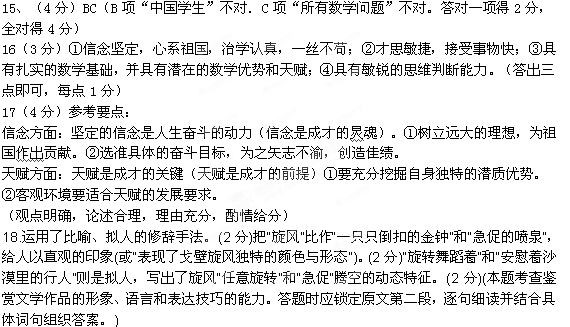 15、（4分）BC（B项“中国学生”不对．C项“所有数学问题”不对。答对一项得2分，
全对得4分）
16（3分）①信念坚定，心系祖国，治学认真，一丝不苟；②才思敏捷，接受事物快；③具
有扎实的数学基础，并具有潜在的数学优势和天赋；④具有敏锐的思维判断能力。（答出三
点即可，每点1分）
17（4分）参考要点：
信念方面：坚定的信念是人生奋斗的动力（信念是成才的灵魂）。①树立远大的理想，为祖
国作出贡献。②选准具体的奋斗目标，为之矢志不渝，创造佳绩。
天赋方面：天赋是成才的关键（天赋是成才的前提）①要充分挖掘自身独特的潜质优势。
②客观环境要适合天赋的发展要求。
（观点明确，论述合理，理由充分，酌情给分）
18.运用了比喻、拟人的修辞手法。(2分)把"旋风"比作"一只只倒扣的金钟"和"急促的喷泉"，
给人以直观的印象(或"表现了戈壁旋风独特的颜色与形态")。(2分)"旋转舞蹈着"和"安慰着沙
漠里的行人"则是拟人，写出了旋风"任意旋转"和"急促"腾空的动态特征。(2分)(本题考查鉴
赏文学作品的形象、语言和表达技巧的能力。答题时应锁定原文第二段，逐句细读并结合具
体词句组织答案。)